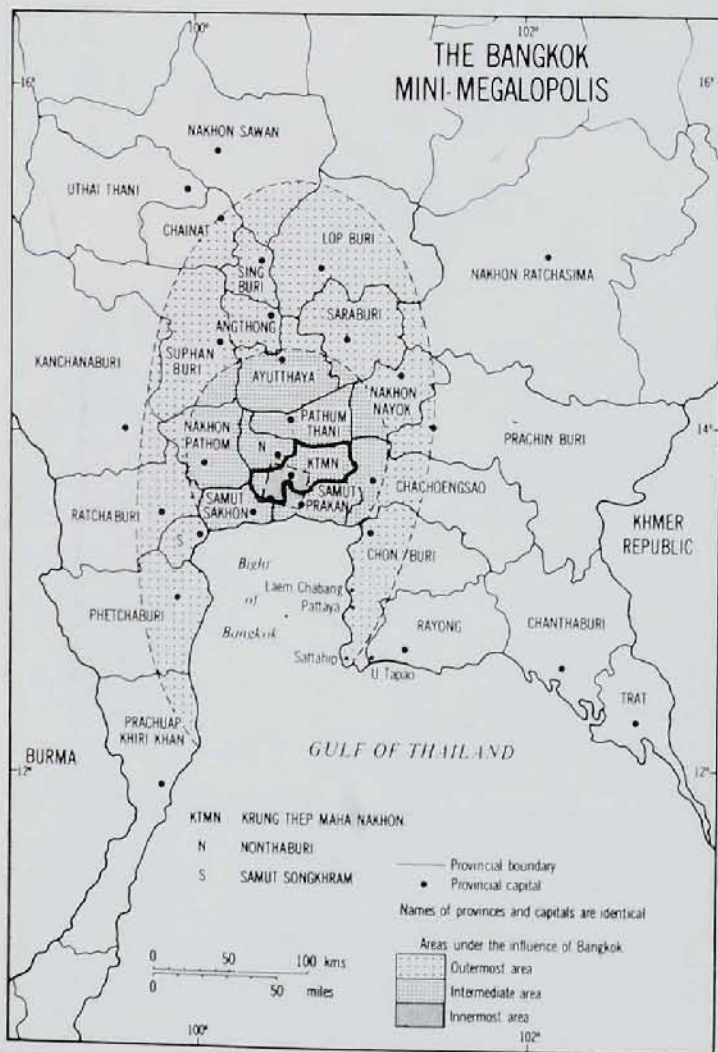 100°
102°
16°
16°
THE BANGKOK
MINI-MEGALOPOLIS
NAKHON SAWAN
UTHAI THANI
CHAINAT
LOP BURI
SING
BURI
NAKHON RATCHASIMA
ANGTHONG
SARABURI
SUPHAN
BURI
KANCHANABURI
AYUTTHAYA
NAKHON
NAYOK
PATHUM
THANI
NAKHON
PATHOM
14°
PRACHIN BURI
N
KTMN
CHACHOENGSAO
SAMUT
SAKHON
SAMUT
PRAKAN
RATCHABURI
KHMER
REPUBLIC
S
CHON BURI
Bight
of
Bangkok
Laem Chabang
Pattaya
PHETCHABURI
RAYONG
CHANTHABURI
Sattahip
U Tapao
TRAT
PRACHUAP
KHIRI KHAN
BURMA
GULF OF THAILAND
12°
12°
KTMN KRUNG THEP MAHA NAKHON
N NONTHABURI
S SAMUT SONGKHRAM
Provincial boundary
Provincial capital
Names of provinces and capitals are identical
Areas under the influence of Bangkok
Outermost area
Intermediate area
Innermost area
0 50 100 kms
0 50 miles
100°
102°